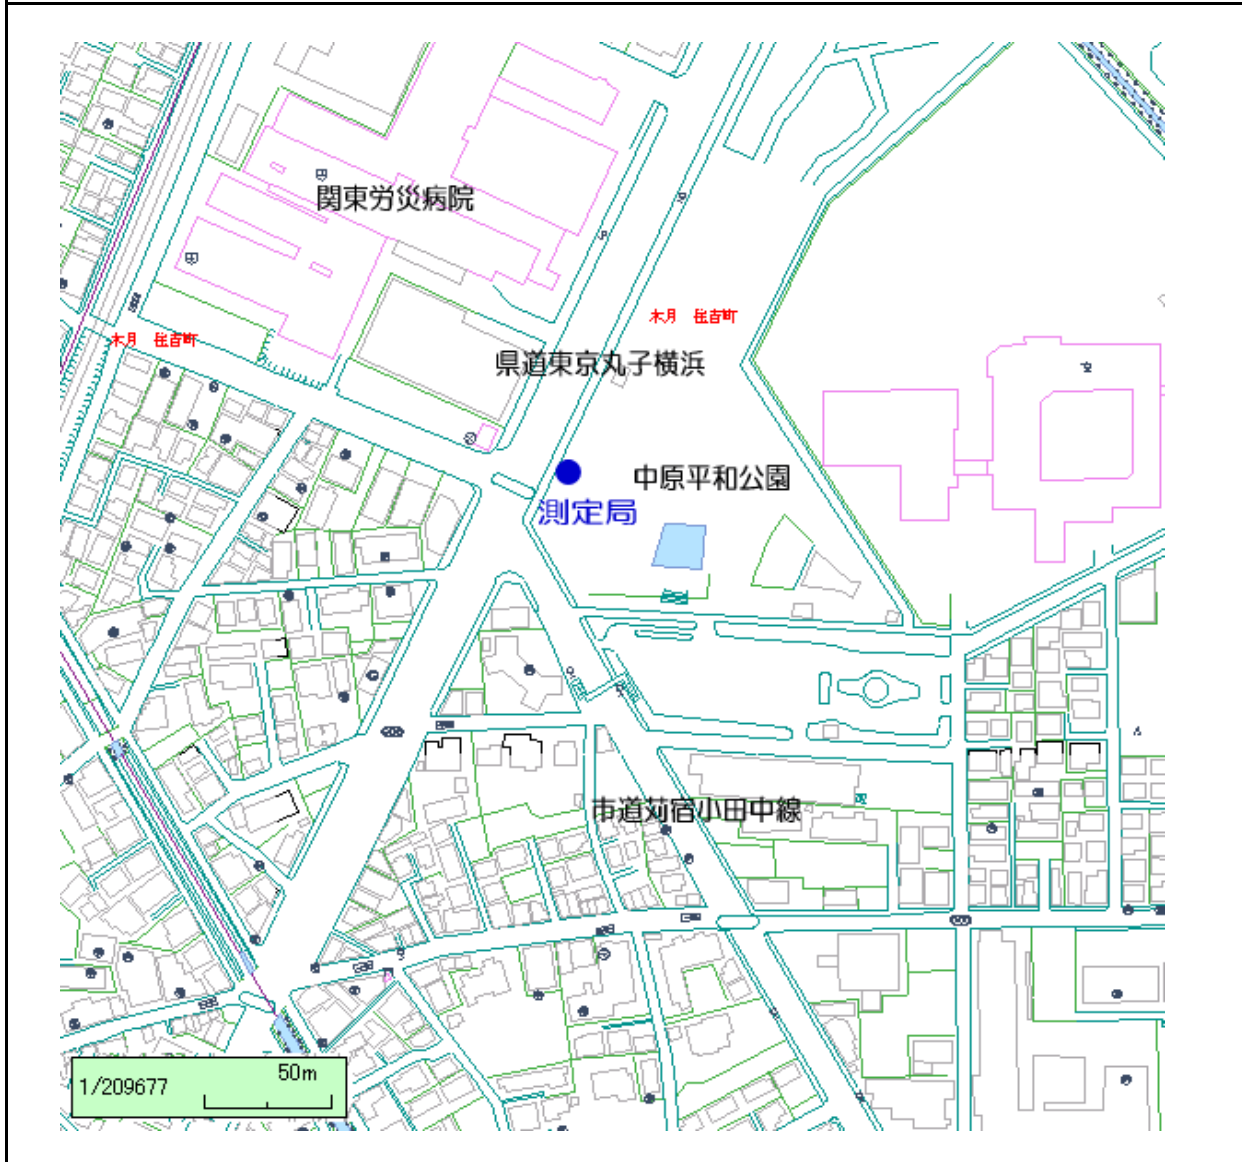 関東労災病院
木月 住吉町
木月 住吉町
県道東京丸子横浜
中原平和公園
測定局
市道苅宿小田中線
50m
1/209677